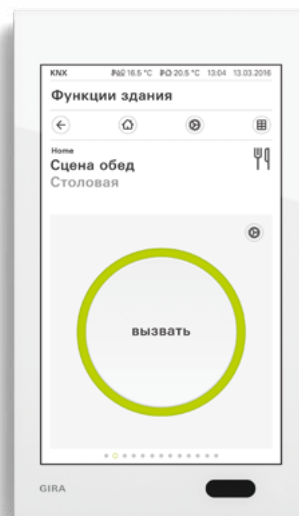 KNX 16.5 °C 20.5 °C 13:04 13.03.2016
Функции здания
Home
Сцена обед
Столовая
вызвать
GIRA